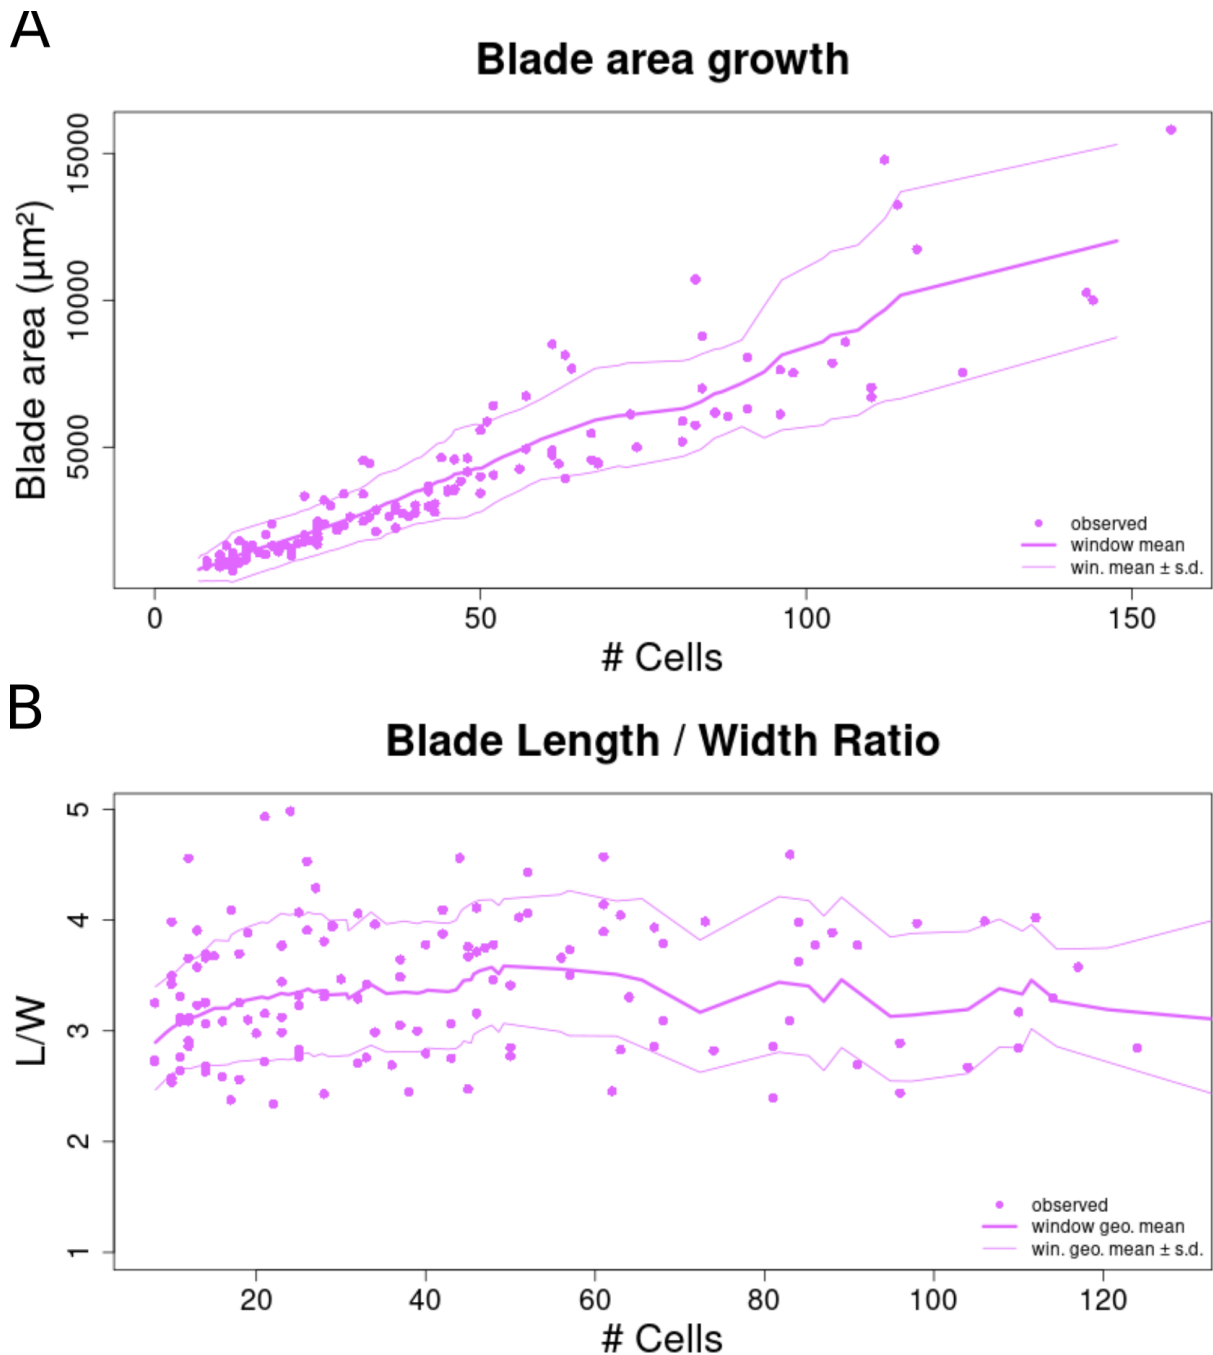 A
Blade area growth
Blade area (µm²)
15000
10000
5000
observed
window mean
win. mean ± s.d.
0 50 100 150
# Cells
B
Blade Length / Width Ratio
L/W
5
4
3
2
1
observed
window geo. mean
win. geo. mean ± s.d.
20 40 60 80 100 120
# Cells